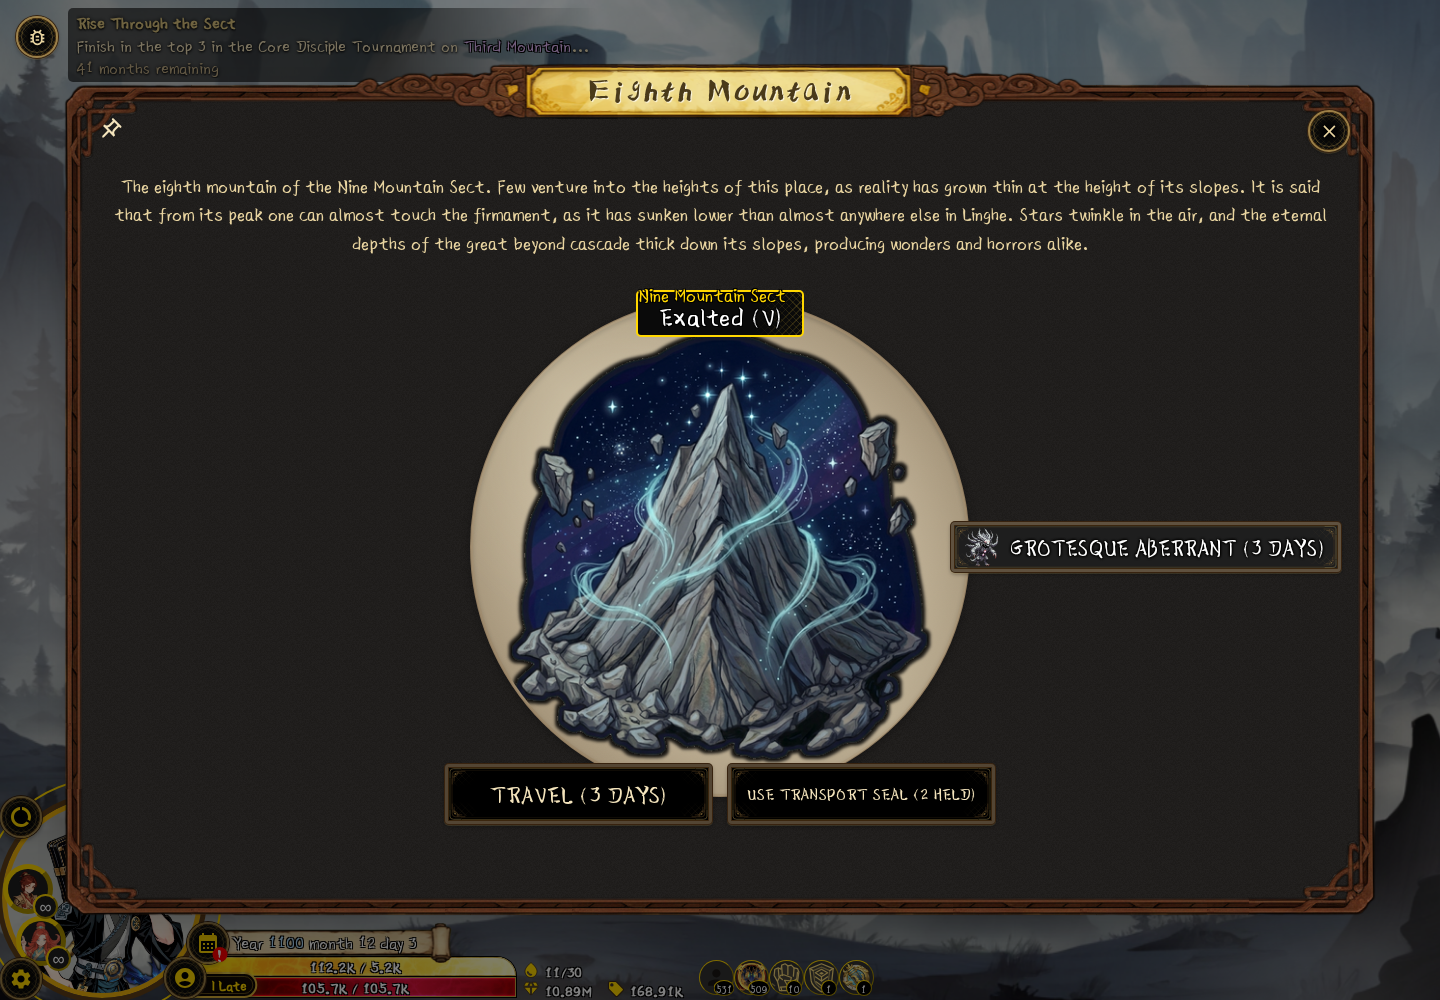 Rise Through the Sect
Finish in the top 3 in the Core Disciple Tournament on Third Mountain...
41 months remaining
Eighth Mountain
The eighth mountain of the Nine Mountain Sect. Few venture into the heights of this place, as reality has grown thin at the height of its slopes. It is said
that from its peak one can almost touch the firmament, as it has sunken lower than almost anywhere else in Linghe. Stars twinkle in the air, and the eternal
depths of the great beyond cascade thick down its slopes, producing wonders and horrors alike.
Nine Mountain Sect
Exalted (V)
GROTESQUE ABERRANT (3 DAYS)
TRAVEL (3 DAYS)
USE TRANSPORT SEAL (2 HELD)
∞
∞
Year 1100 month 12 day 3
112.2K / 5.2K
11/30
I Late
105.7K / 105.7K
10.89M
168.91K
531
509
10
1
1